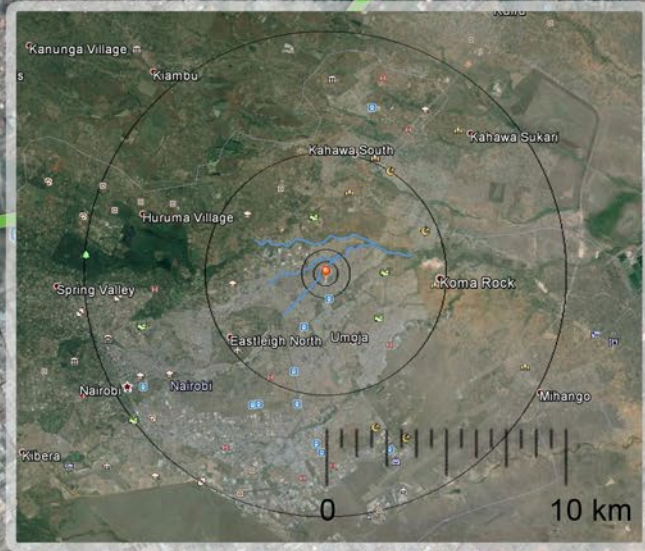 Kanunga Village
Kiambu
s
Kahawa Sukari
Kahawa South
Huruma Village
Spring Valley
Koma Rock
Eastleigh North
Umoja
Nairobi
Nairobi
Mihango
Kibera
0
10 km